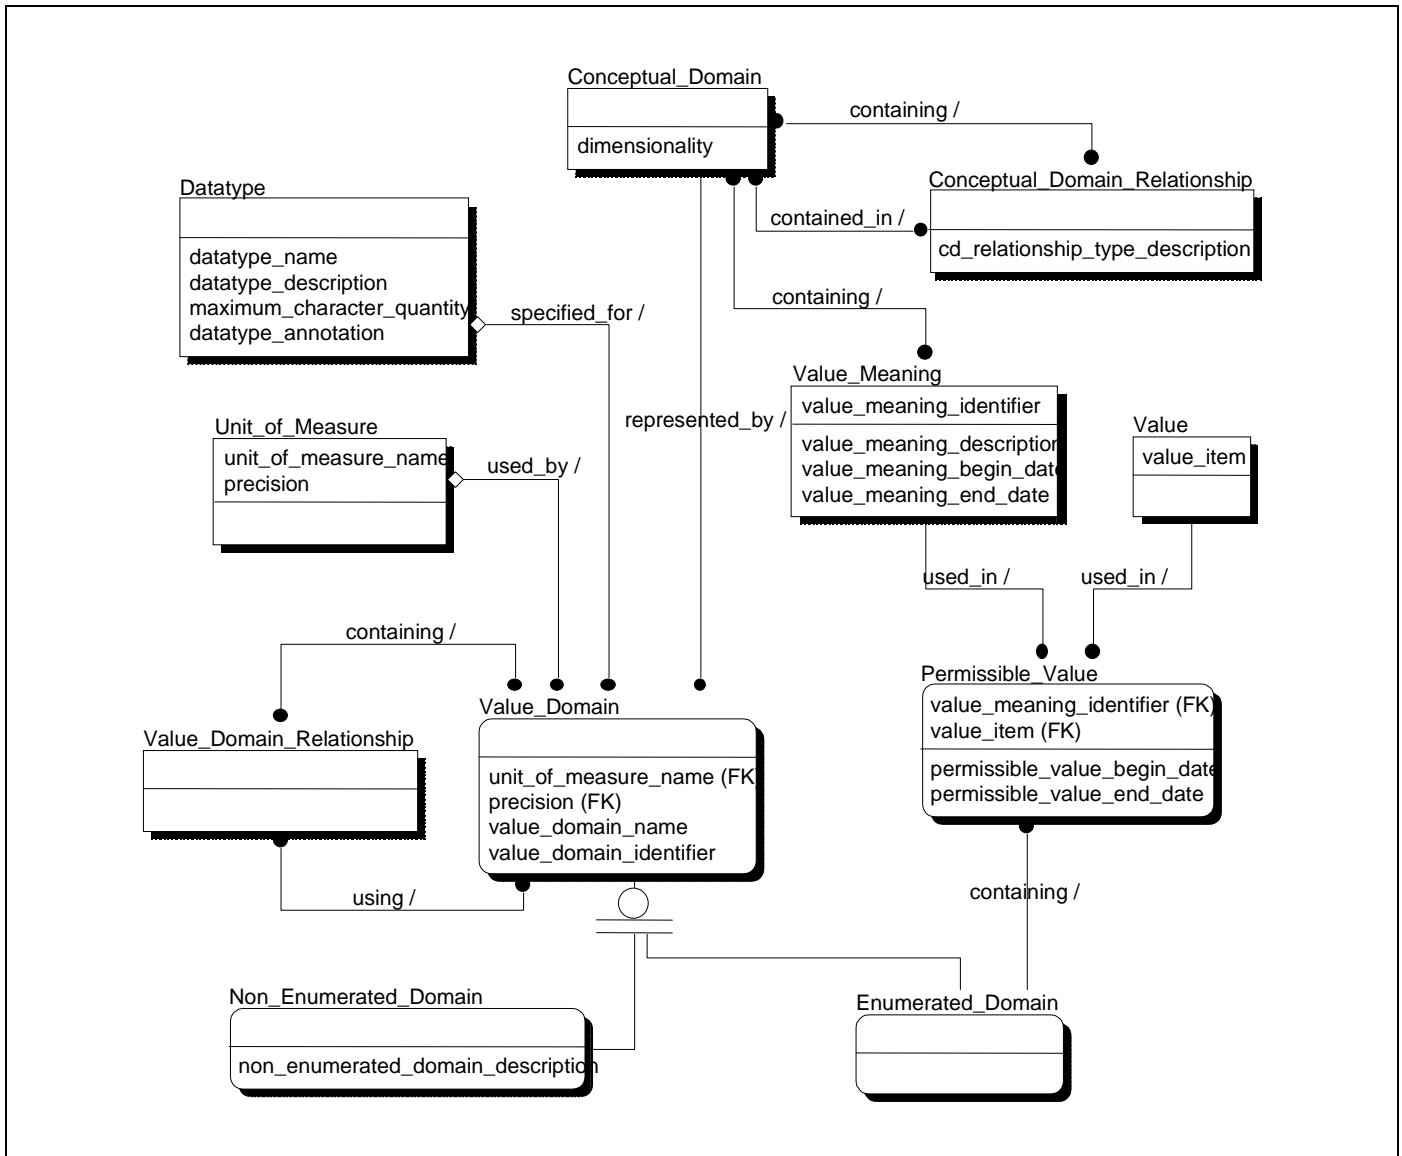 Conceptual_Domain
dimensionality
containing /
Conceptual_Domain_Relationship
cd_relationship_type_description
contained_in /
Datatype
datatype_name
datatype_description
maximum_character_quantity
datatype_annotation
specified_for /
containing /
Value_Meaning
value_meaning_identifier
value_meaning_description
value_meaning_begin_date
value_meaning_end_date
represented_by /
Value
value_item
Unit_of_Measure
unit_of_measure_name
precision
used_by /
used_in /
used_in /
containing /
Value_Domain_Relationship
Value_Domain
unit_of_measure_name (FK)
precision (FK)
value_domain_name
value_domain_identifier
Permissible_Value
value_meaning_identifier (FK)
value_item (FK)
permissible_value_begin_date
permissible_value_end_date
using /
containing /
Non_Enumerated_Domain
non_enumerated_domain_description
Enumerated_Domain